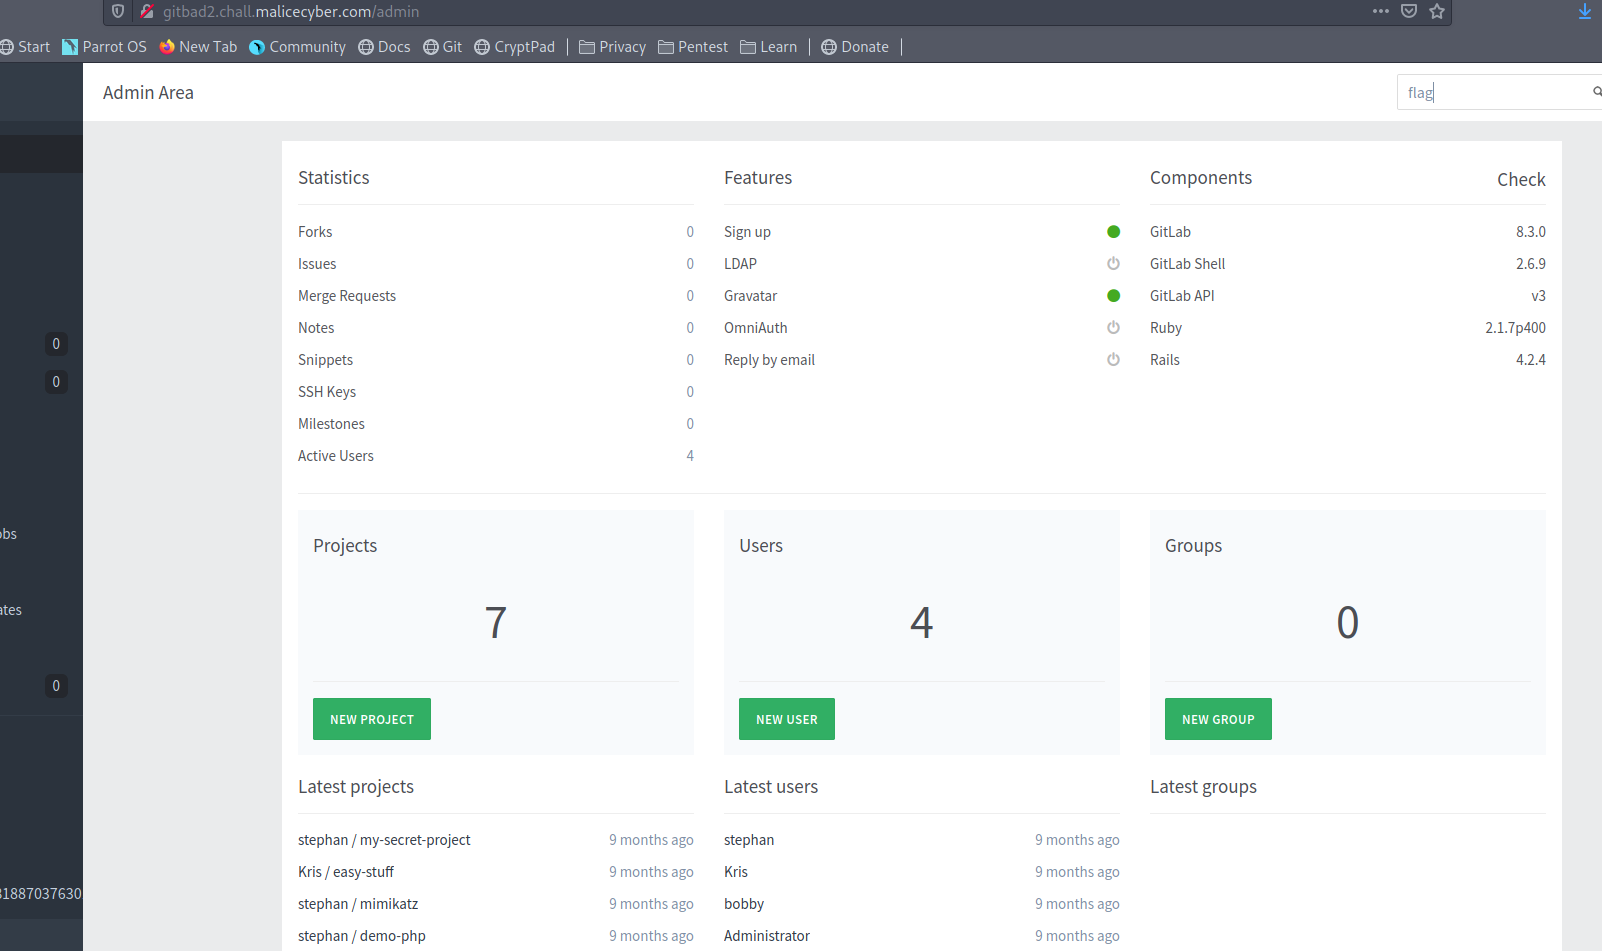 gitbad2.chall.malicecyber.com/admin
Start Parrot OS New Tab Community Docs Git CryptPad Privacy Pentest Learn Donate
Admin Area
flag
Statistics
Forks 0
Issues 0
Merge Requests 0
Notes 0
Snippets 0
SSH Keys 0
Milestones 0
Active Users 4
Features
Sign up
LDAP
Gravatar
OmniAuth
Reply by email
Components Check
GitLab 8.3.0
GitLab Shell 2.6.9
GitLab API v3
Ruby 2.1.7p400
Rails 4.2.4
0
0
obs
ates
0
81887037630
Projects
7
NEW PROJECT
Users
4
NEW USER
Groups
0
NEW GROUP
Latest projects
stephan / my-secret-project 9 months ago
Kris / easy-stuff 9 months ago
stephan / mimikatz 9 months ago
stephan / demo-php 9 months ago
Latest users
stephan 9 months ago
Kris 9 months ago
bobby 9 months ago
Administrator 9 months ago
Latest groups